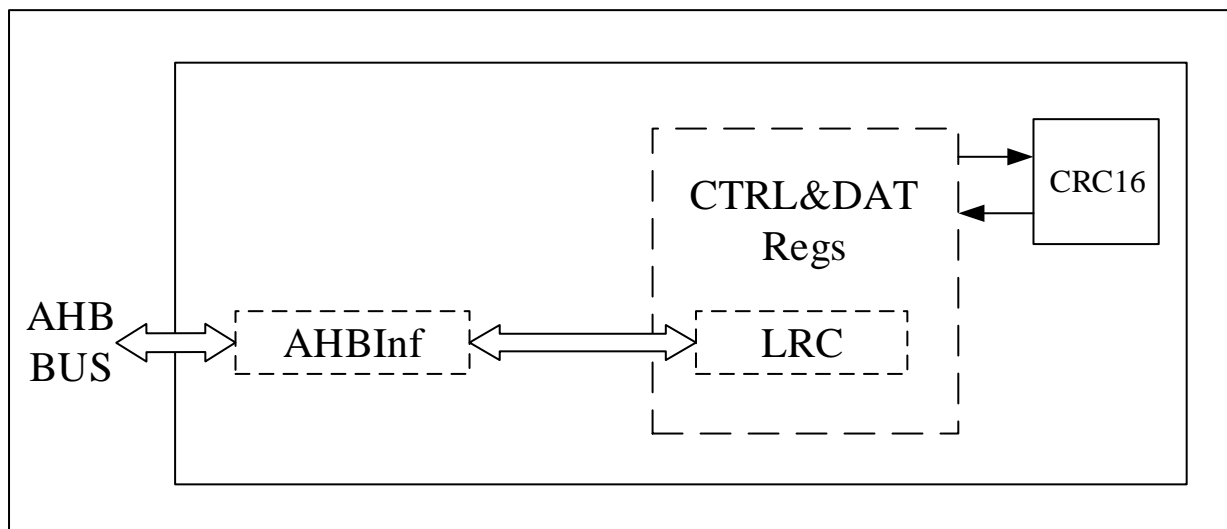 CTRL&DAT
Regs
CRC16
AHB
BUS
AHBInf
LRC